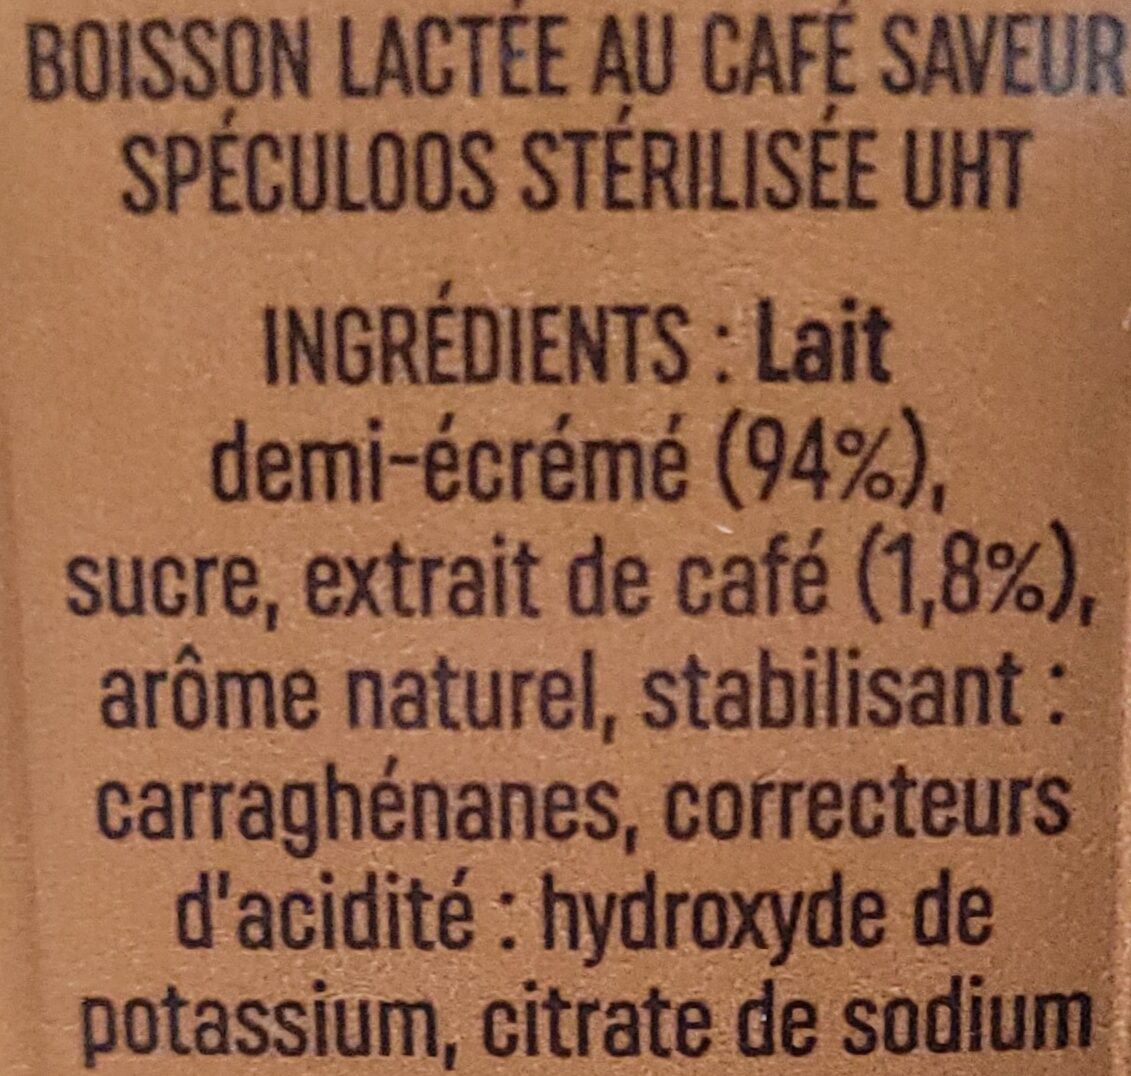 BOISSON LACTÉE AU CAFÉ SAVEUR
SPÉCULOOS STÉRILISÉE UHT
INGRÉDIENTS : Lait
demi-écrémé (94%),
sucre, extrait de café (1,8%),
arôme naturel, stabilisant :
carraghénanes, correcteurs
d'acidité : hydroxyde de
potassium, citrate de sodium